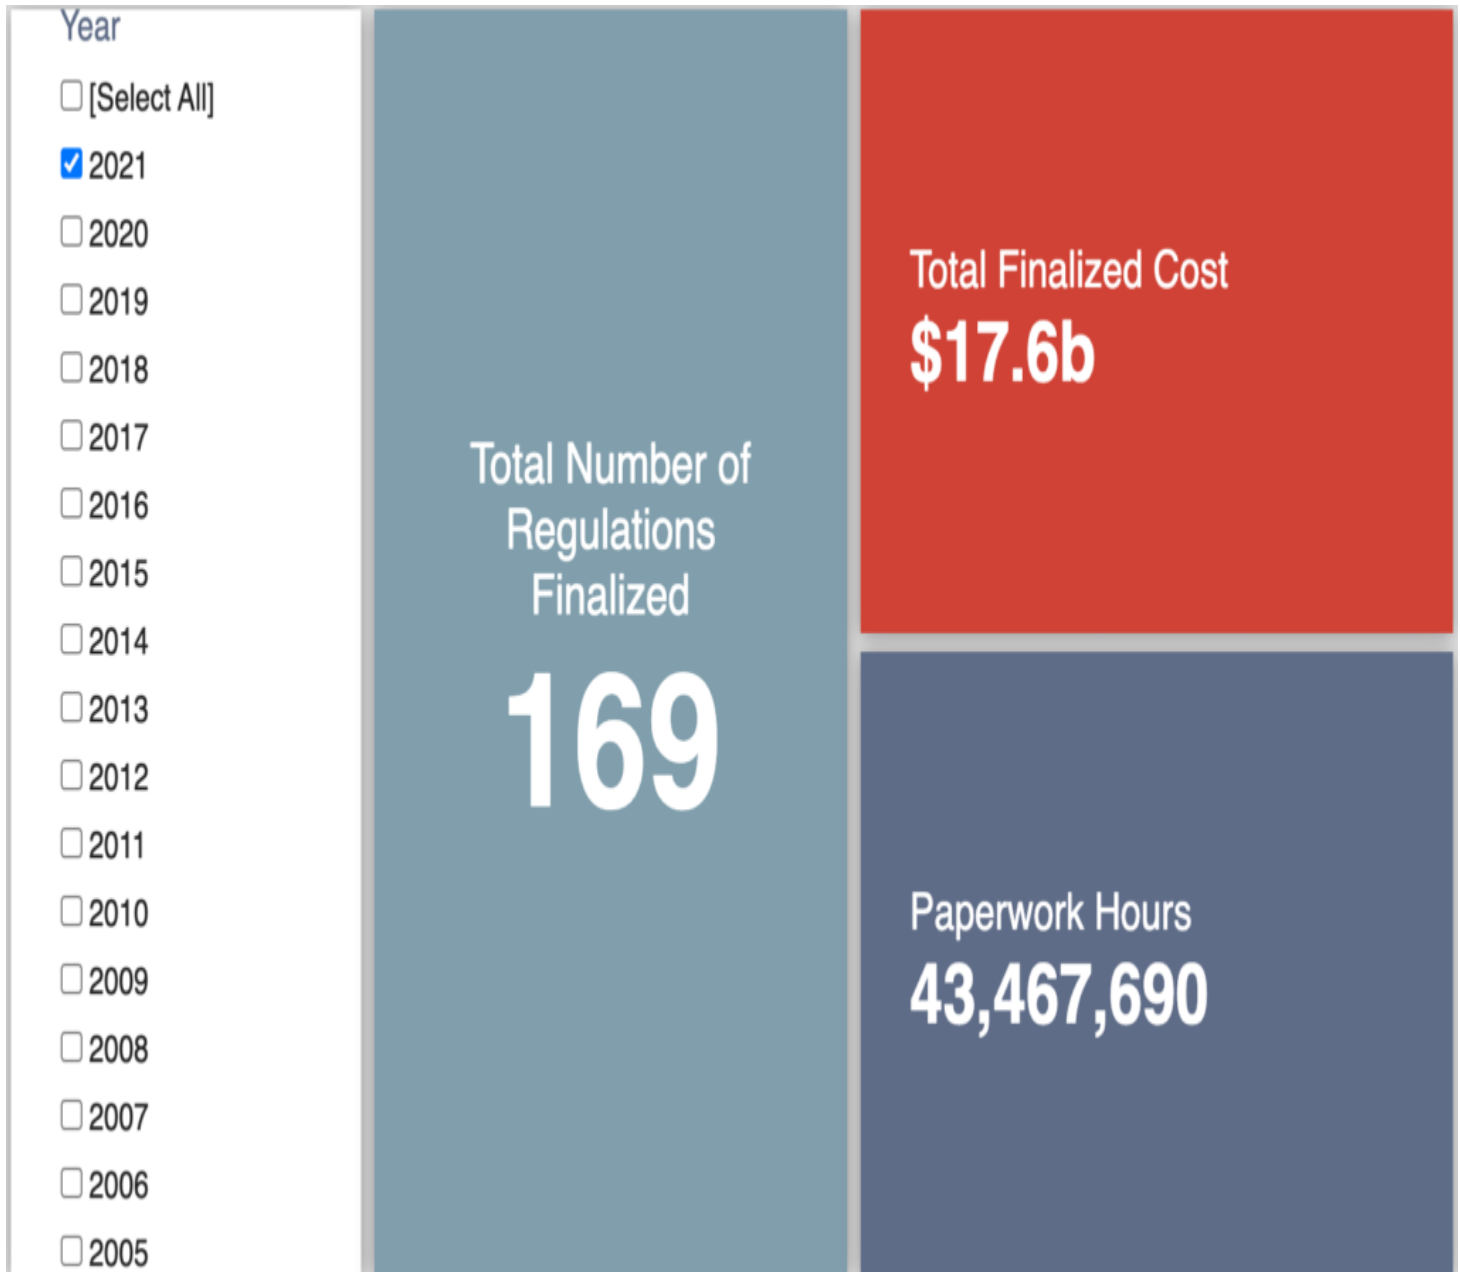 Year
[Select All]
2021
2020
2019
2018
2017
2016
2015
2014
2013
2012
2011
2010
2009
2008
2007
2006
2005
Total Number of
Regulations
Finalized
169
Total Finalized Cost
$17.6b
Paperwork Hours
43,467,690